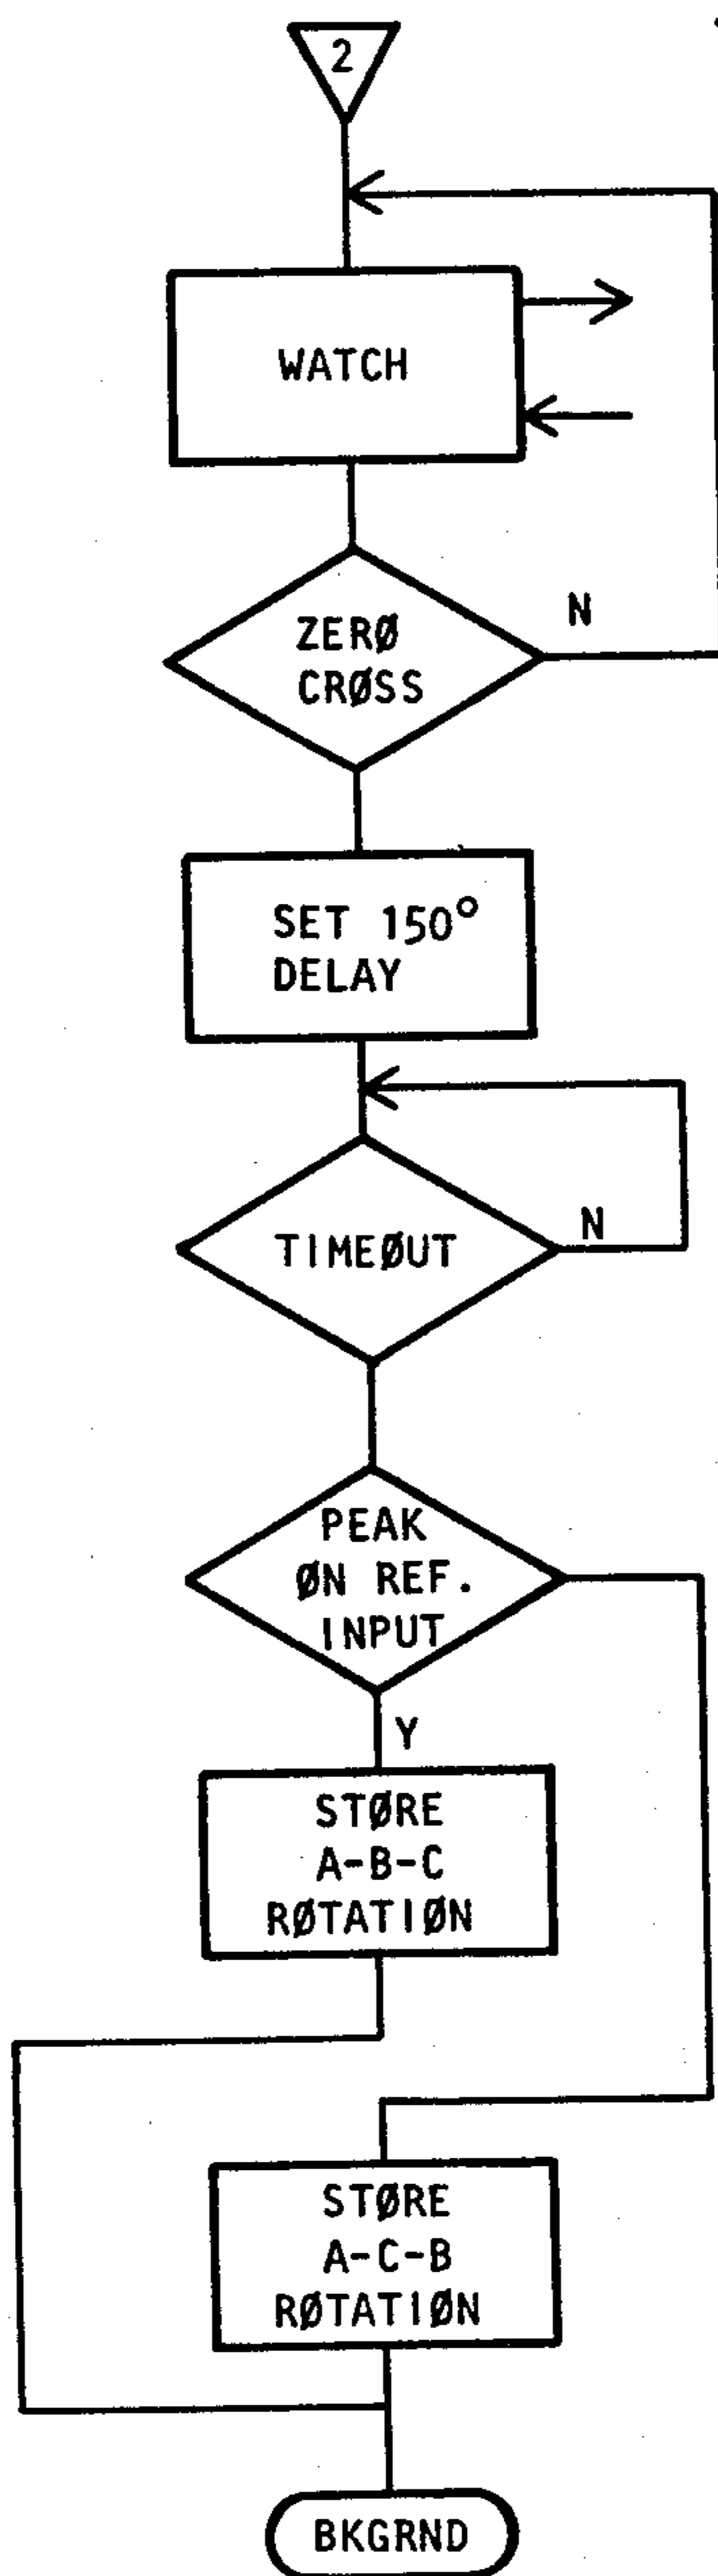 2
WATCH
ZERØ
CRØSS
N
SET 150°
DELAY
TIMEØUT
N
PEAK
ØN REF.
INPUT
Y
STØRE
A-B-C
RØTATIØN
STØRE
A-C-B
RØTATIØN
BKGRND